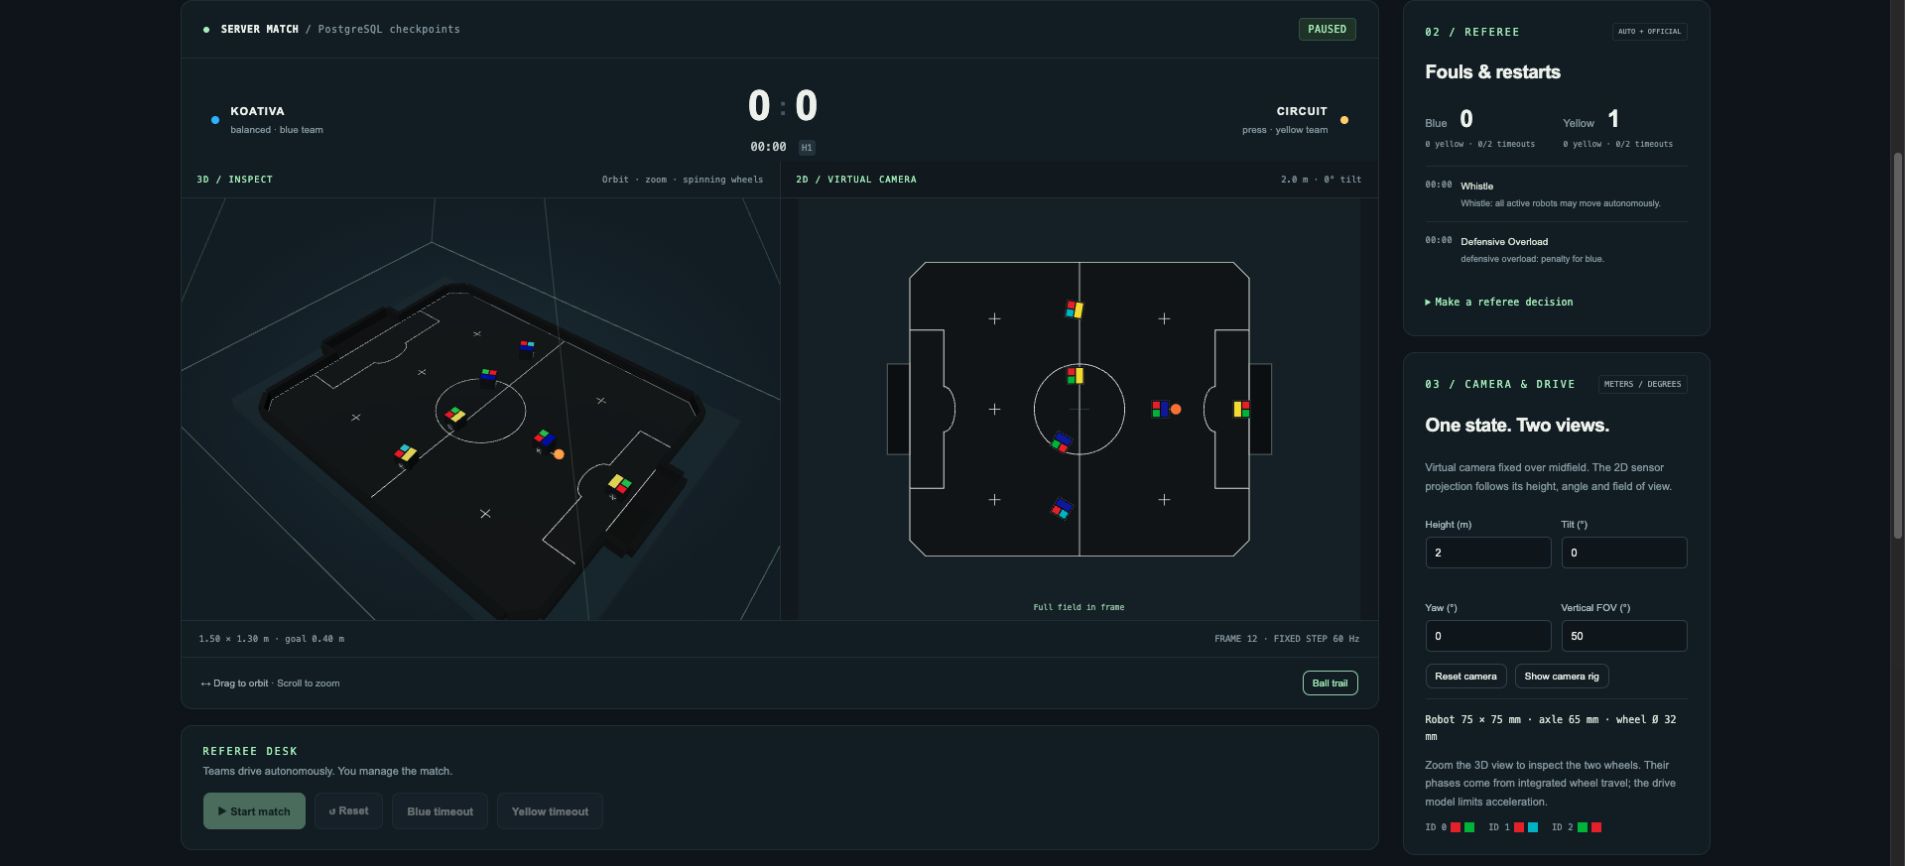 SERVER MATCH / PostgreSQL checkpoints
PAUSED
KOATIVA
balanced · blue team
0 : 0
00:00 H1
CIRCUIT
press · yellow team
3D / INSPECT
Orbit · zoom · spinning wheels
2D / VIRTUAL CAMERA
2.0 m · 0° tilt
Full field in frame
1.50 × 1.30 m · goal 0.40 m
FRAME 12 · FIXED STEP 60 Hz
↔ Drag to orbit · Scroll to zoom
Ball trail
REFEREE DESK
Teams drive autonomously. You manage the match.
▶ Start match
↺ Reset
Blue timeout
Yellow timeout
02 / REFEREE
AUTO + OFFICIAL
Fouls & restarts
Blue 0
Yellow 1
0 yellow · 0/2 timeouts
0 yellow · 0/2 timeouts
00:00 Whistle
Whistle: all active robots may move autonomously.
00:00 Defensive Overload
defensive overload: penalty for blue.
▶ Make a referee decision
03 / CAMERA & DRIVE
METERS / DEGREES
One state. Two views.
Virtual camera fixed over midfield. The 2D sensor
projection follows its height, angle and field of view.
Height (m)
Tilt (°)
2
0
Yaw (°)
Vertical FOV (°)
0
50
Reset camera
Show camera rig
Robot 75 × 75 mm · axle 65 mm · wheel Ø 32
mm
Zoom the 3D view to inspect the two wheels. Their
phases come from integrated wheel travel; the drive
model limits acceleration.
ID 0
ID 1
ID 2